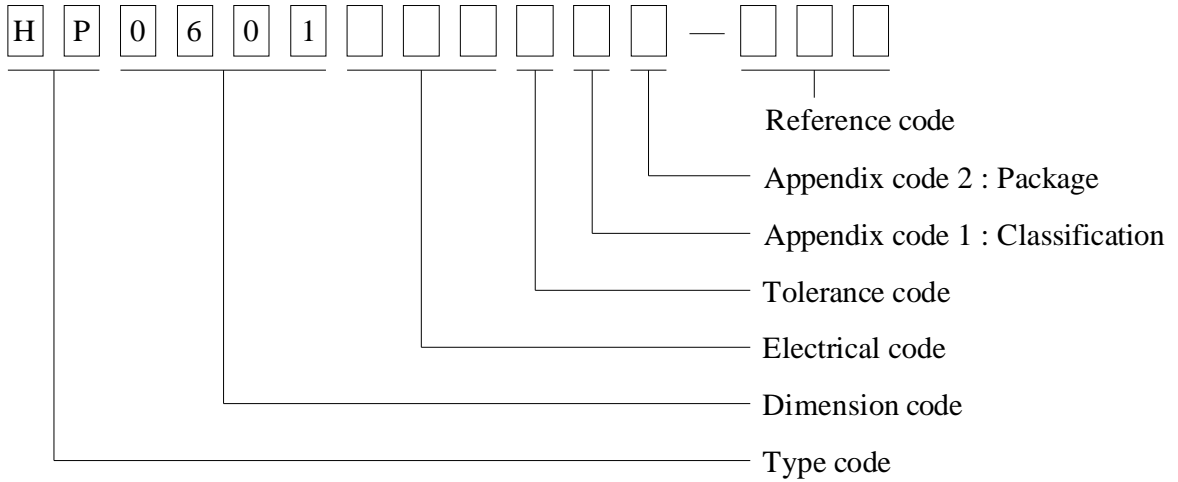 H P 0 6 0 1 —
Reference code
Appendix code 2 : Package
Appendix code 1 : Classification
Tolerance code
Electrical code
Dimension code
Type code